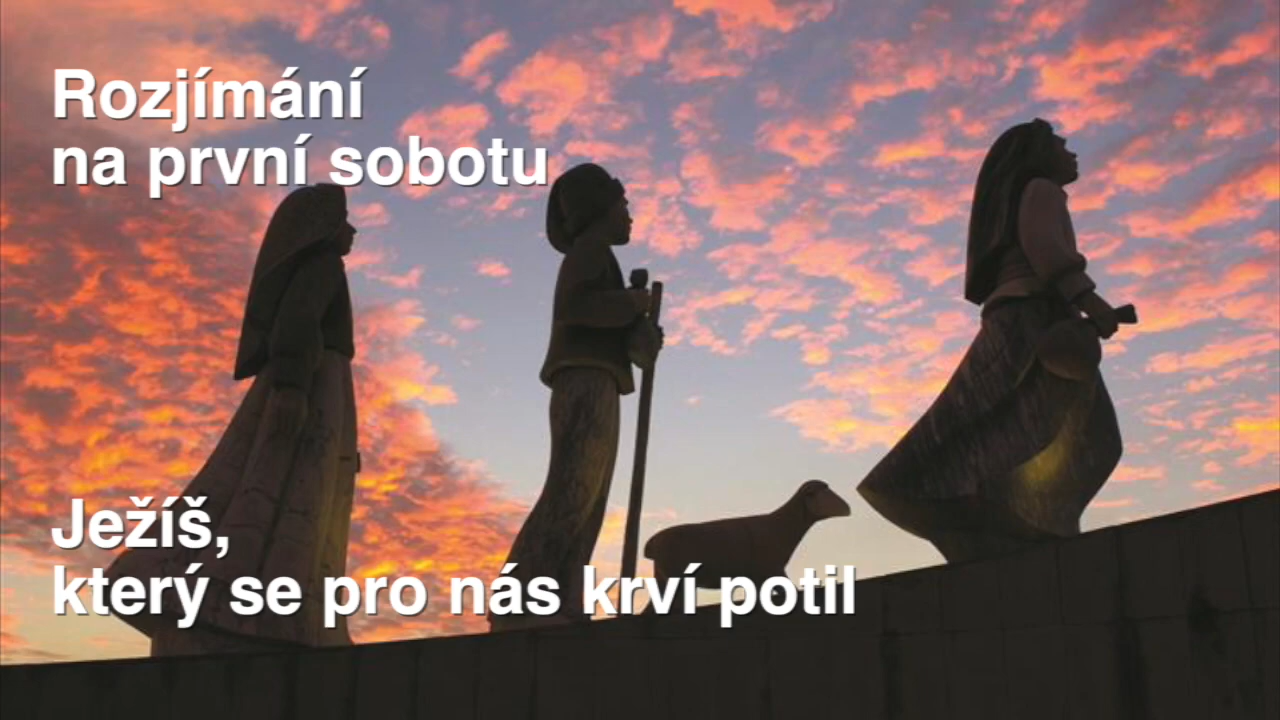 Rozjímání
na první sobotu
Ježíš,
který se pro nás krví potil